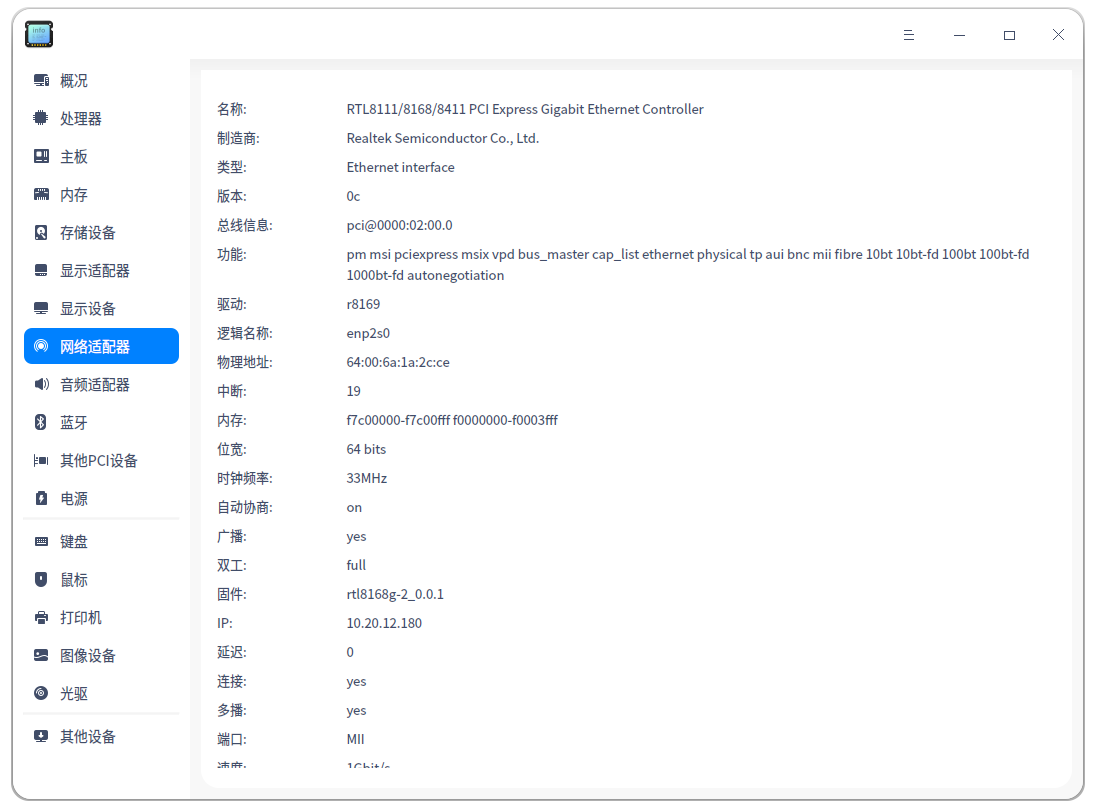 info
概况
处理器
主板
内存
存储设备
显示适配器
显示设备
网络适配器
音频适配器
蓝牙
其他PCI设备
电源
键盘
鼠标
打印机
图像设备
光驱
其他设备
名称: RTL8111/8168/8411 PCI Express Gigabit Ethernet Controller
制造商: Realtek Semiconductor Co., Ltd.
类型: Ethernet interface
版本: 0c
总线信息: pci@0000:02:00.0
功能: pm msi pciexpress msix vpd bus_master cap_list ethernet physical tp aui bnc mii fibre 10bt 10bt-fd 100bt 100bt-fd
1000bt-fd autonegotiation
驱动: r8169
逻辑名称: enp2s0
物理地址: 64:00:6a:1a:2c:ce
中断: 19
内存: f7c00000-f7c00fff f0000000-f0003fff
位宽: 64 bits
时钟频率: 33MHz
自动协商: on
广播: yes
双工: full
固件: rtl8168g-2_0.0.1
IP: 10.20.12.180
延迟: 0
连接: yes
多播: yes
端口: MII
速度: 1Gbit/s